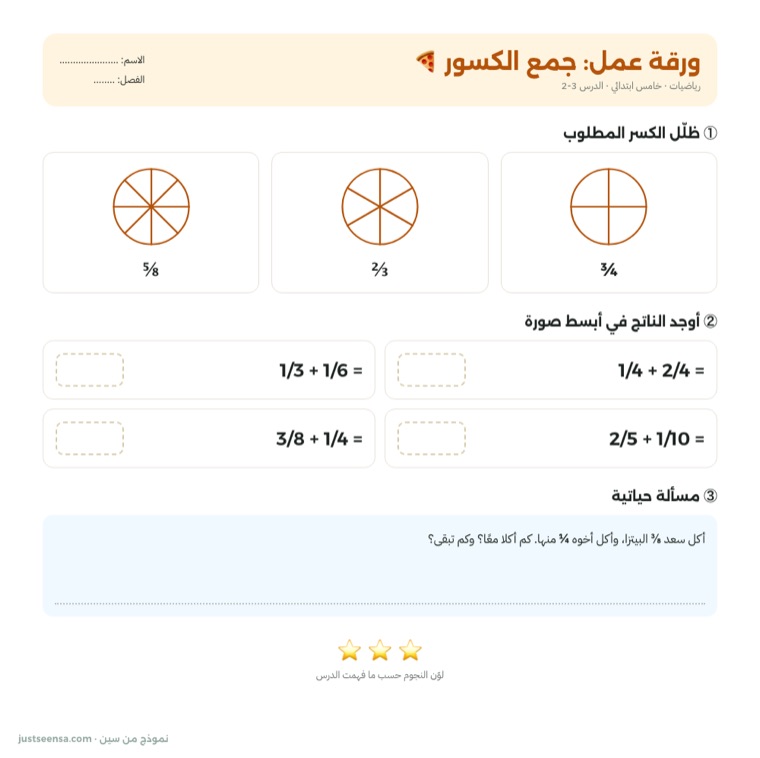 ورقة عمل: جمع الكسور 🍕
رياضيات · خامس ابتدائي · الدرس 3-2
الاسم: ......................
الفصل: ........
① ظلّل الكسر المطلوب
¾
⅔
⅝
② أوجد الناتج في أبسط صورة
1/4 + 2/4 =
1/3 + 1/6 =
2/5 + 1/10 =
3/8 + 1/4 =
③ مسألة حياتية
أكل سعد ⅜ البيتزا، وأكل أخوه ¼ منها. كم أكلا معًا؟ وكم تبقى؟
لوّن النجوم حسب ما فهمت الدرس
نموذج من سين · justseensa.com